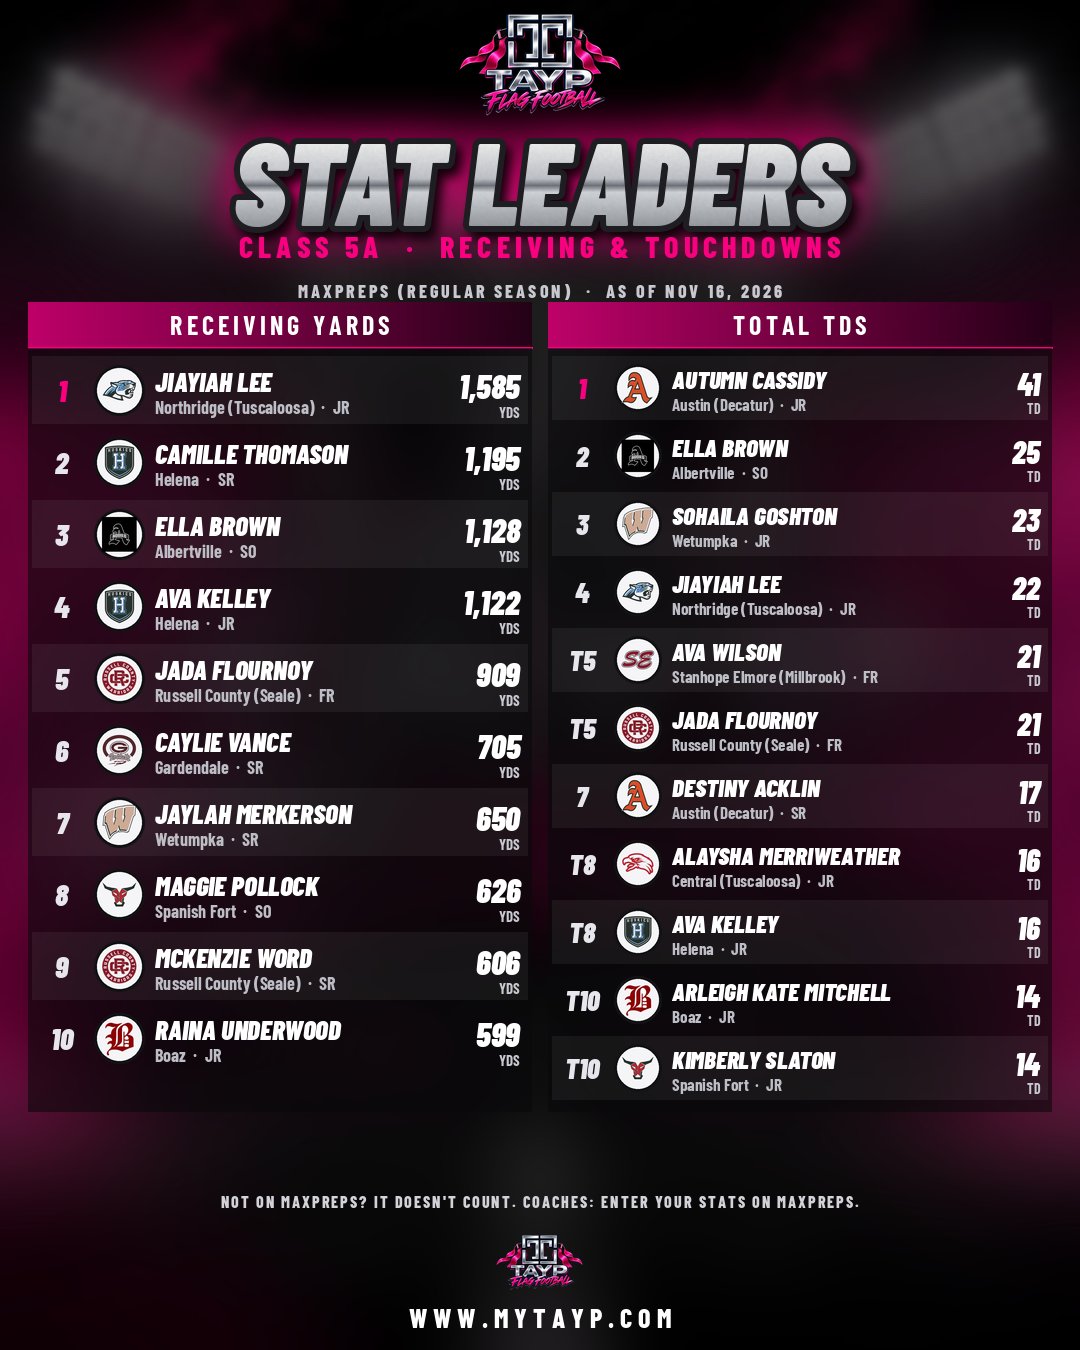 TAYP
FLAG FOOTBALL
STAT LEADERS
CLASS 5A · RECEIVING & TOUCHDOWNS
MAXPREPS (REGULAR SEASON) · AS OF NOV 16, 2026
RECEIVING YARDS
1 JIAYIAH LEE 1,585
Northridge (Tuscaloosa) · JR YDS
2 CAMILLE THOMASON 1,195
Helena · SR YDS
3 ELLA BROWN 1,128
Albertville · SO YDS
4 AVA KELLEY 1,122
Helena · JR YDS
5 JADA FLOURNOY 909
Russell County (Seale) · FR YDS
6 CAYLIE VANCE 705
Gardendale · SR YDS
7 JAYLAH MERKERSON 650
Wetumpka · SR YDS
8 MAGGIE POLLOCK 626
Spanish Fort · SO YDS
9 MCKENZIE WORD 606
Russell County (Seale) · SR YDS
10 RAINA UNDERWOOD 599
Boaz · JR YDS
TOTAL TDS
1 AUTUMN CASSIDY 41
Austin (Decatur) · JR TD
2 ELLA BROWN 25
Albertville · SO TD
3 SOHAILA GOSHTON 23
Wetumpka · JR TD
4 JIAYIAH LEE 22
Northridge (Tuscaloosa) · JR TD
T5 AVA WILSON 21
Stanhope Elmore (Millbrook) · FR TD
T5 JADA FLOURNOY 21
Russell County (Seale) · FR TD
7 DESTINY ACKLIN 17
Austin (Decatur) · SR TD
T8 ALAYSHA MERRIWEATHER 16
Central (Tuscaloosa) · JR TD
T8 AVA KELLEY 16
Helena · JR TD
T10 ARLEIGH KATE MITCHELL 14
Boaz · JR TD
T10 KIMBERLY SLATON 14
Spanish Fort · JR TD
NOT ON MAXPREPS? IT DOESN'T COUNT. COACHES: ENTER YOUR STATS ON MAXPREPS.
TAYP
FLAG FOOTBALL
WWW.MYTAYP.COM